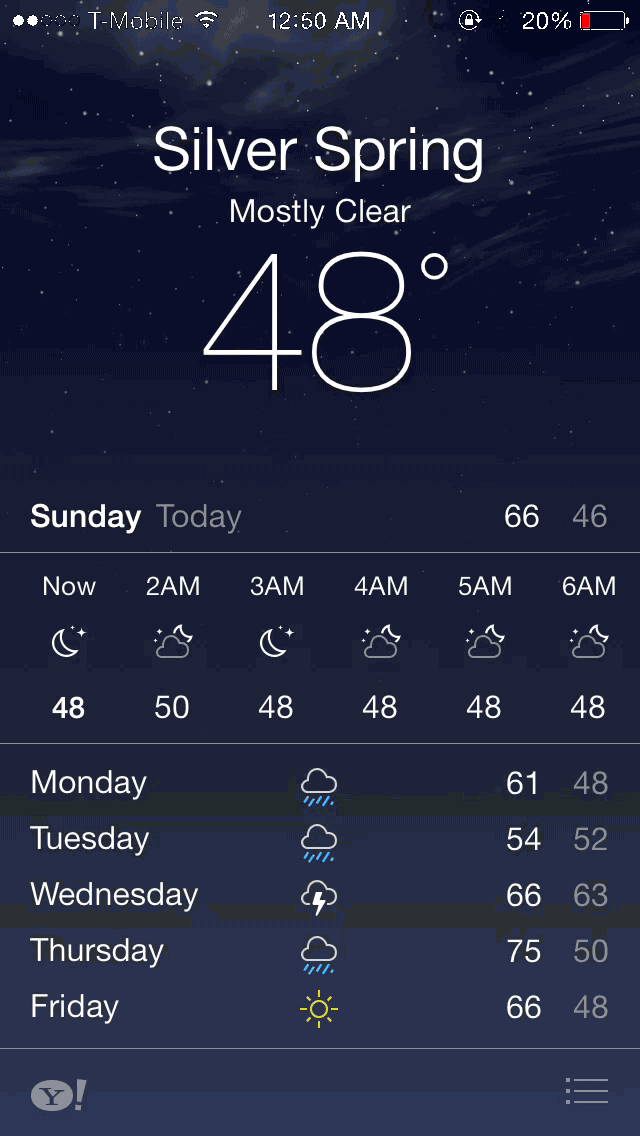 T-Mobile 12:50 AM 20%
Silver Spring
Mostly Clear
48°
Sunday Today 66 46
Now 2AM 3AM 4AM 5AM 6AM
48 50 48 48 48 48
Monday 61 48
Tuesday 54 52
Wednesday 66 63
Thursday 75 50
Friday 66 48
Y!